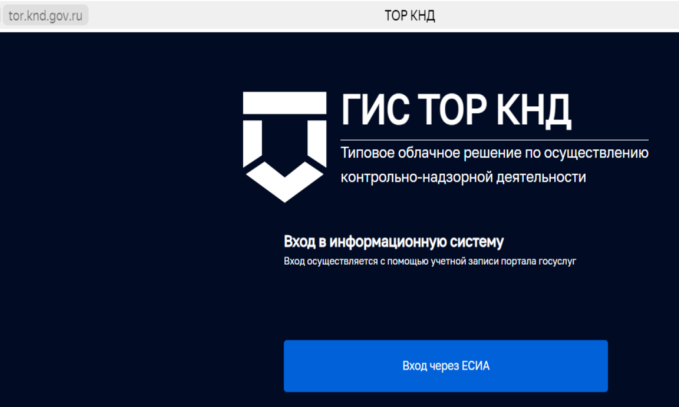 tor.knd.gov.ru
ТОР КНД
ГИС ТОР КНД
Типовое облачное решение по осуществлению
контрольно-надзорной деятельности
Вход в информационную систему
Вход осуществляется с помощью учетной записи портала госуслуг
Вход через ЕСИА